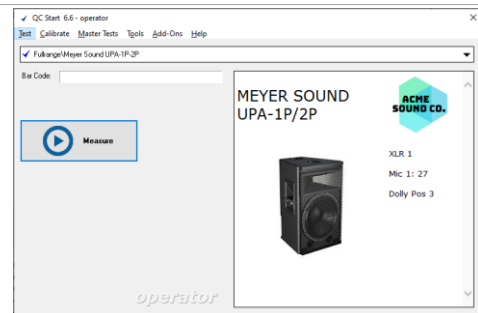 QC Start 6.6 - operator
Test Calibrate Master Tests Tools Add-Ons Help
Fullrange\Meyer Sound UPA-1P-2P
Bar Code:
Measure
operator
MEYER SOUND
UPA-1P/2P
ACME
SOUND CO.
XLR 1
Mic 1: 27
Dolly Pos 3